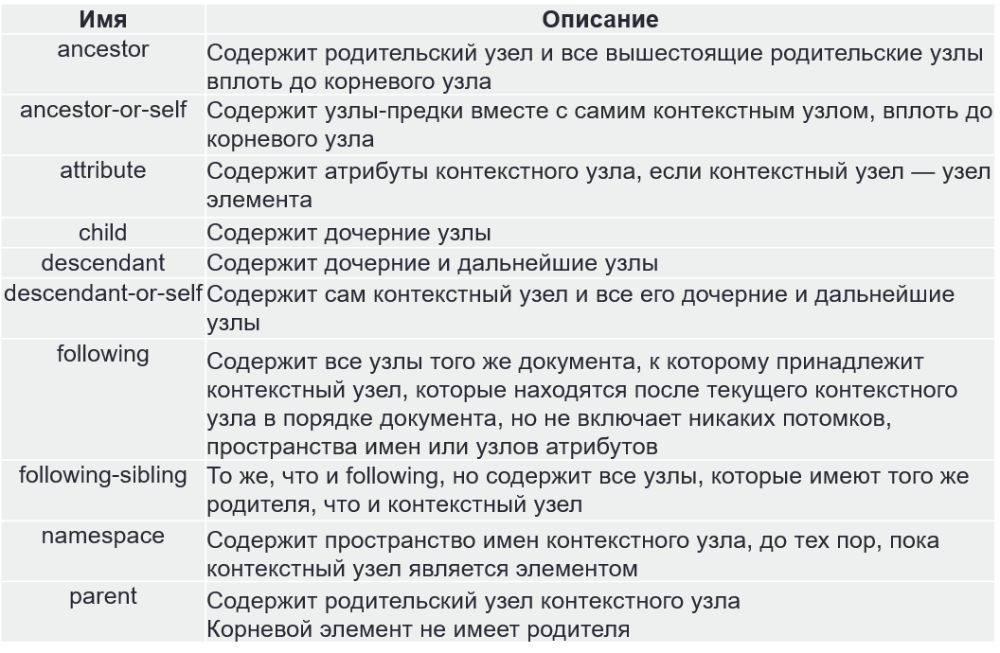 Имя Описание
ancestor Содержит родительский узел и все вышестоящие родительские узлы
вплоть до корневого узла
ancestor-or-self Содержит узлы-предки вместе с самим контекстным узлом, вплоть до
корневого узла
attribute Содержит атрибуты контекстного узла, если контекстный узел — узел
элемента
child Содержит дочерние узлы
descendant Содержит дочерние и дальнейшие узлы
descendant-or-self Содержит сам контекстный узел и все его дочерние и дальнейшие
узлы
following Содержит все узлы того же документа, к которому принадлежит
контекстный узел, которые находятся после текущего контекстного
узла в порядке документа, но не включает никаких потомков,
пространства имен или узлов атрибутов
following-sibling То же, что и following, но содержит все узлы, которые имеют того же
родителя, что и контекстный узел
namespace Содержит пространство имен контекстного узла, до тех пор, пока
контекстный узел является элементом
parent Содержит родительский узел контекстного узла
Корневой элемент не имеет родителя